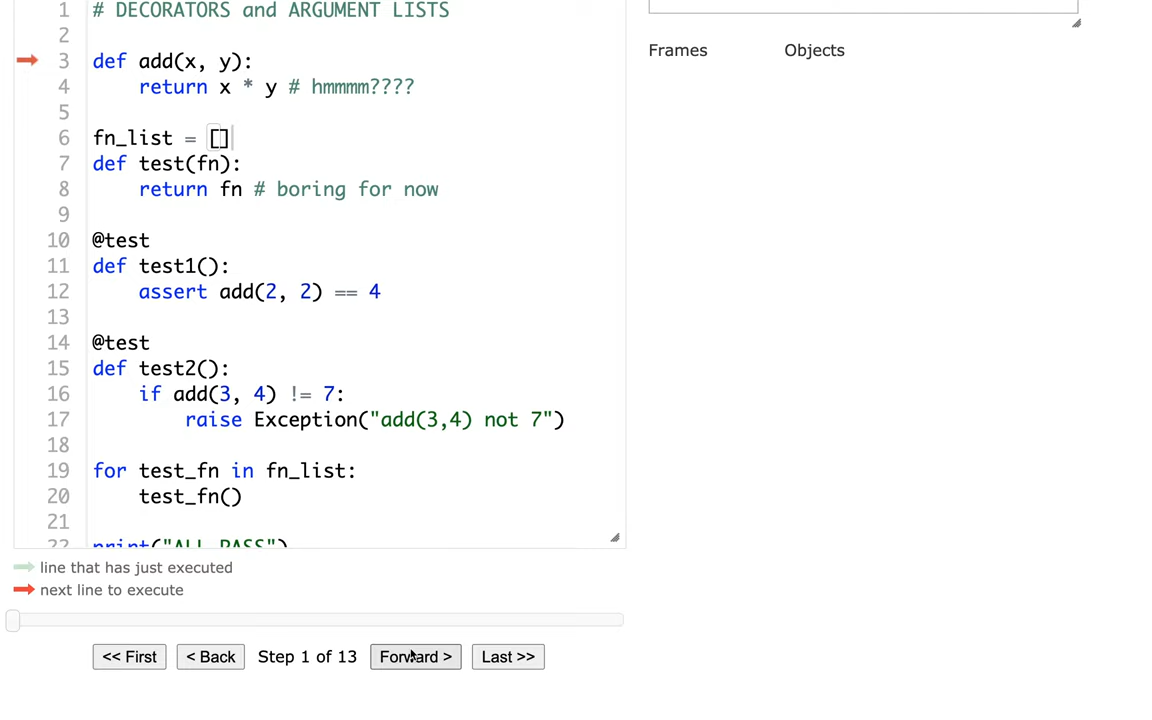 1 # DECORATORS and ARGUMENT LISTS
2
3 def add(x, y):
4     return x * y # hmmmm????
5
6 fn_list = []
7 def test(fn):
8     return fn # boring for now
9
10 @test
11 def test1():
12     assert add(2, 2) == 4
13
14 @test
15 def test2():
16     if add(3, 4) != 7:
17         raise Exception("add(3,4) not 7")
18
19 for test_fn in fn_list:
20     test_fn()
21
22 print("ALL PASS")
line that has just executed
next line to execute
<< First < Back Step 1 of 13 Forward > Last >>
Frames Objects